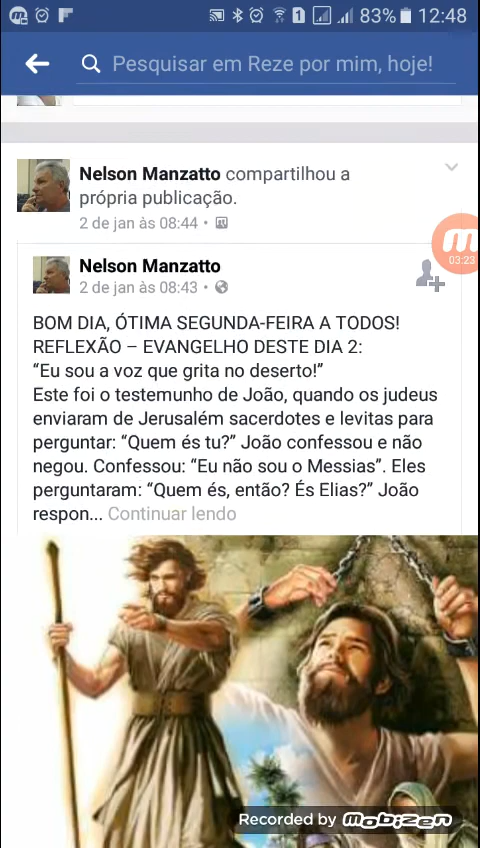 83% 12:48
Pesquisar em Reze por mim, hoje!
Nelson Manzatto compartilhou a
própria publicação.
2 de jan às 08:44 •
03:23
Nelson Manzatto
2 de jan às 08:43 •
BOM DIA, ÓTIMA SEGUNDA-FEIRA A TODOS!
REFLEXÃO – EVANGELHO DESTE DIA 2:
“Eu sou a voz que grita no deserto!”
Este foi o testemunho de João, quando os judeus
enviaram de Jerusalém sacerdotes e levitas para
perguntar: “Quem és tu?” João confessou e não
negou. Confessou: “Eu não sou o Messias”. Eles
perguntaram: “Quem és, então? És Elias?” João
respon... Continuar lendo
Recorded by Mobizen